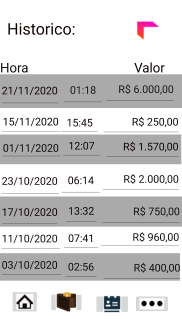 Historico:
Hora Valor
21/11/2020 01:18 R$ 6.000,00
15/11/2020 15:45 R$ 250,00
01/11/2020 12:07 R$ 1.570,00
23/10/2020 06:14 R$ 2.000,00
17/10/2020 13:32 R$ 750,00
11/10/2020 07:41 R$ 960,00
03/10/2020 02:56 R$ 400,00